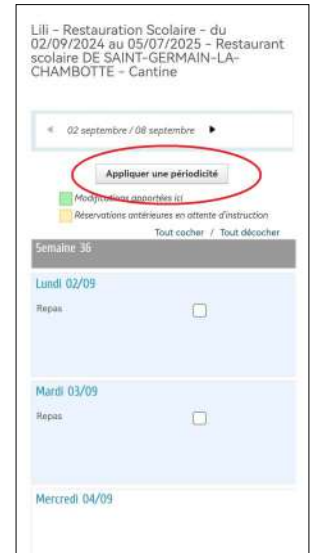 Lili – Restauration Scolaire – du
02/09/2024 au 05/07/2025 – Restaurant
scolaire DE SAINT-GERMAIN-LA-
CHAMBOTTE – Cantine
02 septembre / 08 septembre
Appliquer une périodicité
Modifications apportées ici
Réservations antérieures en attente d'instruction
Tout cocher / Tout décocher
Semaine 36
Lundi 02/09
Repas
Mardi 03/09
Repas
Mercredi 04/09